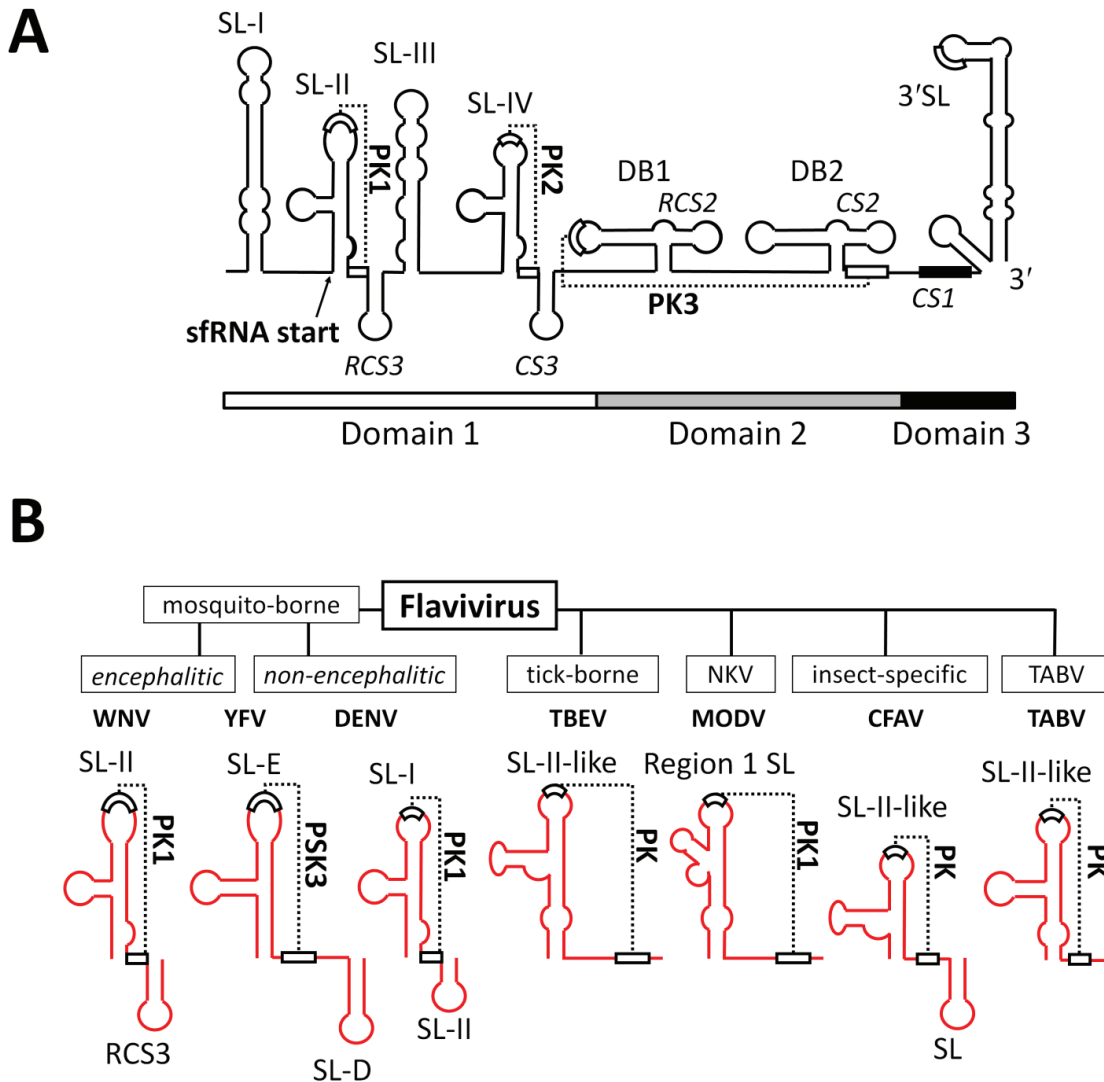 A
SL-I
SL-II
SL-III
SL-IV
PK1
PK2
3′SL
DB1
DB2
RCS2
CS2
PK3
CS1
3′
sfRNA start
RCS3
CS3
Domain 1
Domain 2
Domain 3
B
mosquito-borne
Flavivirus
encephalitic
non-encephalitic
tick-borne
NKV
insect-specific
TABV
WNV
YFV
DENV
TBEV
MODV
CFAV
TABV
SL-II
SL-E
SL-I
SL-II-like
Region 1 SL
SL-II-like
SL-II-like
PK1
PSK3
PK1
PK
PK1
PK
PK
RCS3
SL-D
SL-II
SL